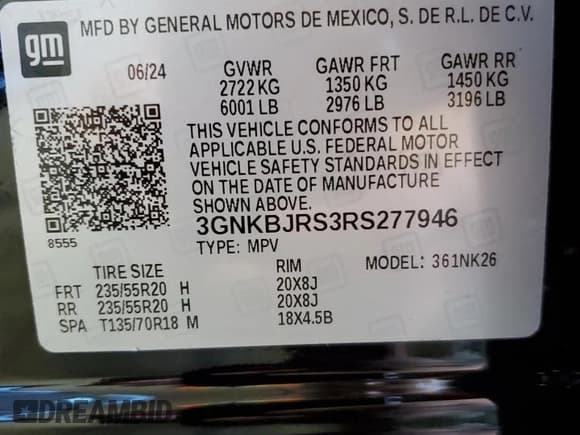 gm
MFD BY GENERAL MOTORS DE MEXICO, S. DE R.L. DE C.V.
06/24 GVWR GAWR FRT GAWR RR
2722 KG 1350 KG 1450 KG
6001 LB 2976 LB 3196 LB
THIS VEHICLE CONFORMS TO ALL
APPLICABLE U.S. FEDERAL MOTOR
VEHICLE SAFETY STANDARDS IN EFFECT
ON THE DATE OF MANUFACTURE
SHOWN ABOVE.
3GNKBJRS3RS277946
8555 TYPE: MPV
TIRE SIZE RIM MODEL: 361NK26
FRT 235/55R20 H 20X8J
RR 235/55R20 H 20X8J
SPA T135/70R18 M 18X4.5B
DREAMBID